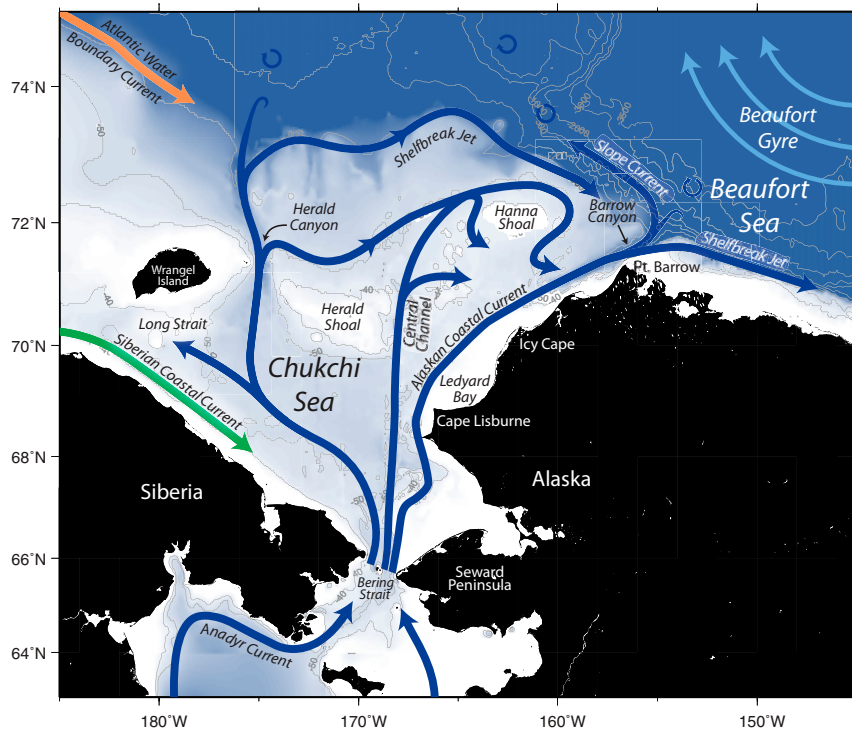 Atlantic Water
Boundary Current
74°N
72°N
70°N
68°N
66°N
64°N
Shelfbreak Jet
Slope Current
Beaufort
Gyre
Beaufort
Sea
Herald
Canyon
Hanna
Shoal
Barrow
Canyon
Shelfbreak Jet
Pt. Barrow
Wrangel
Island
Long Strait
Herald
Shoal
Central
Channel
Alaskan Coastal Current
Icy Cape
Siberian Coastal Current
Chukchi
Sea
Ledyard
Bay
Cape Lisburne
Siberia
Alaska
Bering
Strait
Seward
Peninsula
Anadyr Current
180°W
170°W
160°W
150°W